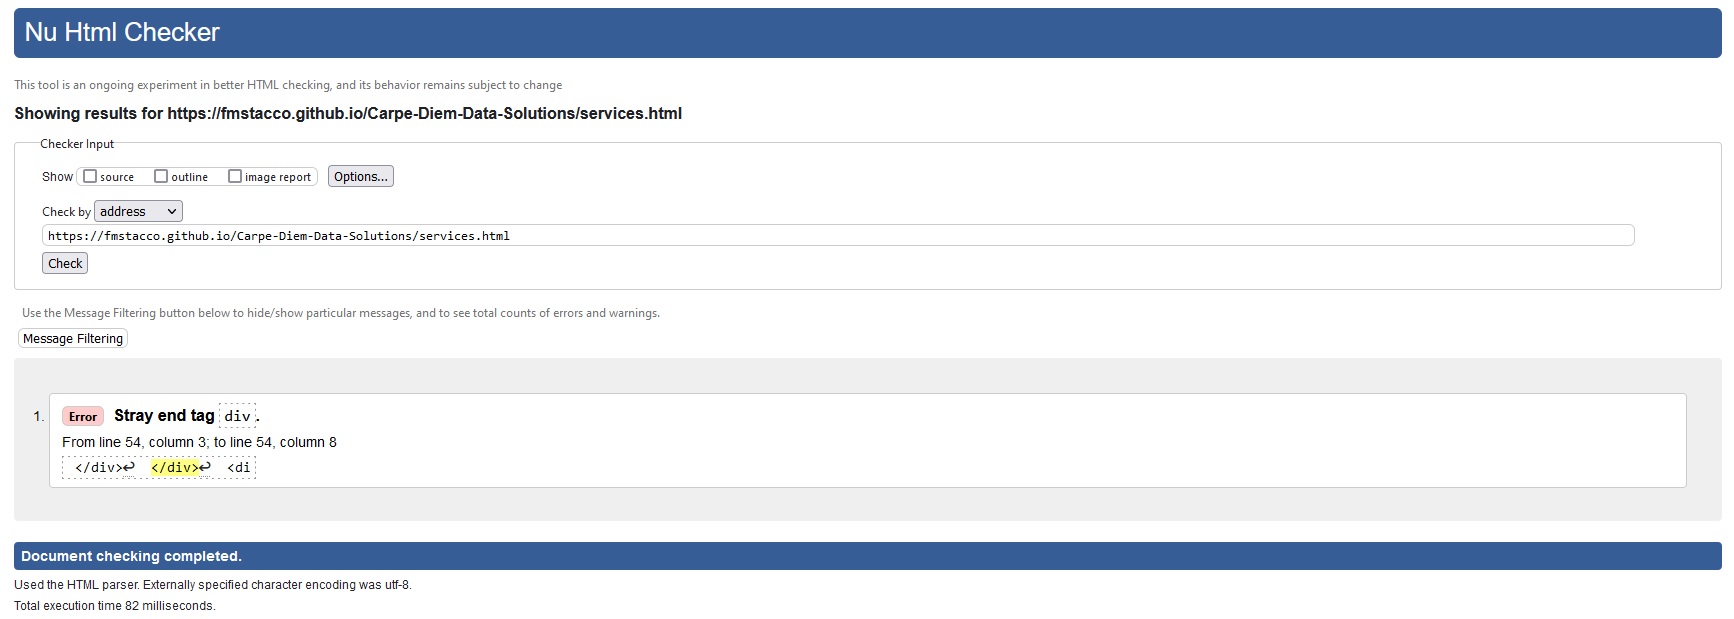 Nu Html Checker
This tool is an ongoing experiment in better HTML checking, and its behavior remains subject to change
Showing results for https://fmstacco.github.io/Carpe-Diem-Data-Solutions/services.html
Checker Input
Show source outline image report Options...
Check by address
https://fmstacco.github.io/Carpe-Diem-Data-Solutions/services.html
Check
Use the Message Filtering button below to hide/show particular messages, and to see total counts of errors and warnings.
Message Filtering
1. Error Stray end tag div.
From line 54, column 3; to line 54, column 8
</div>↩ </div>↩ <di
Document checking completed.
Used the HTML parser. Externally specified character encoding was utf-8.
Total execution time 82 milliseconds.